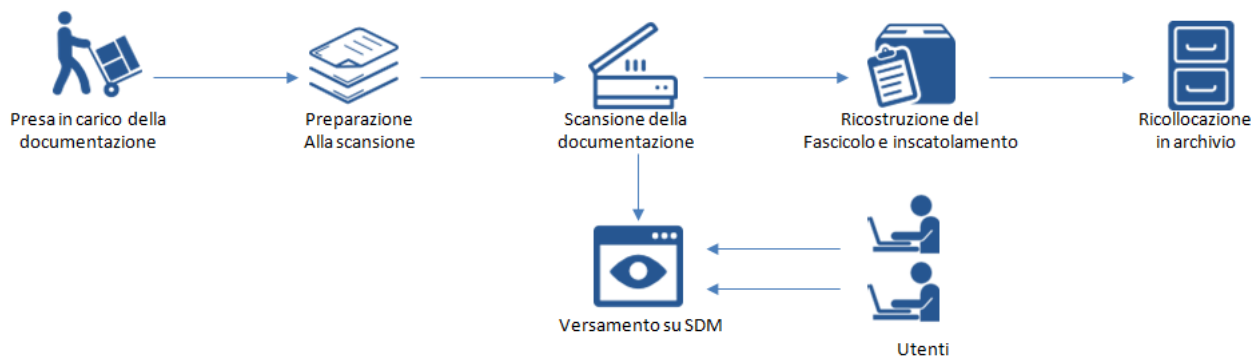 Presa in carico della
documentazione
Preparazione
Alla scansione
Scansione della
documentazione
Ricostruzione del
Fascicolo e inscatolamento
Ricollocazione
in archivio
Versamento su SDM
Utenti